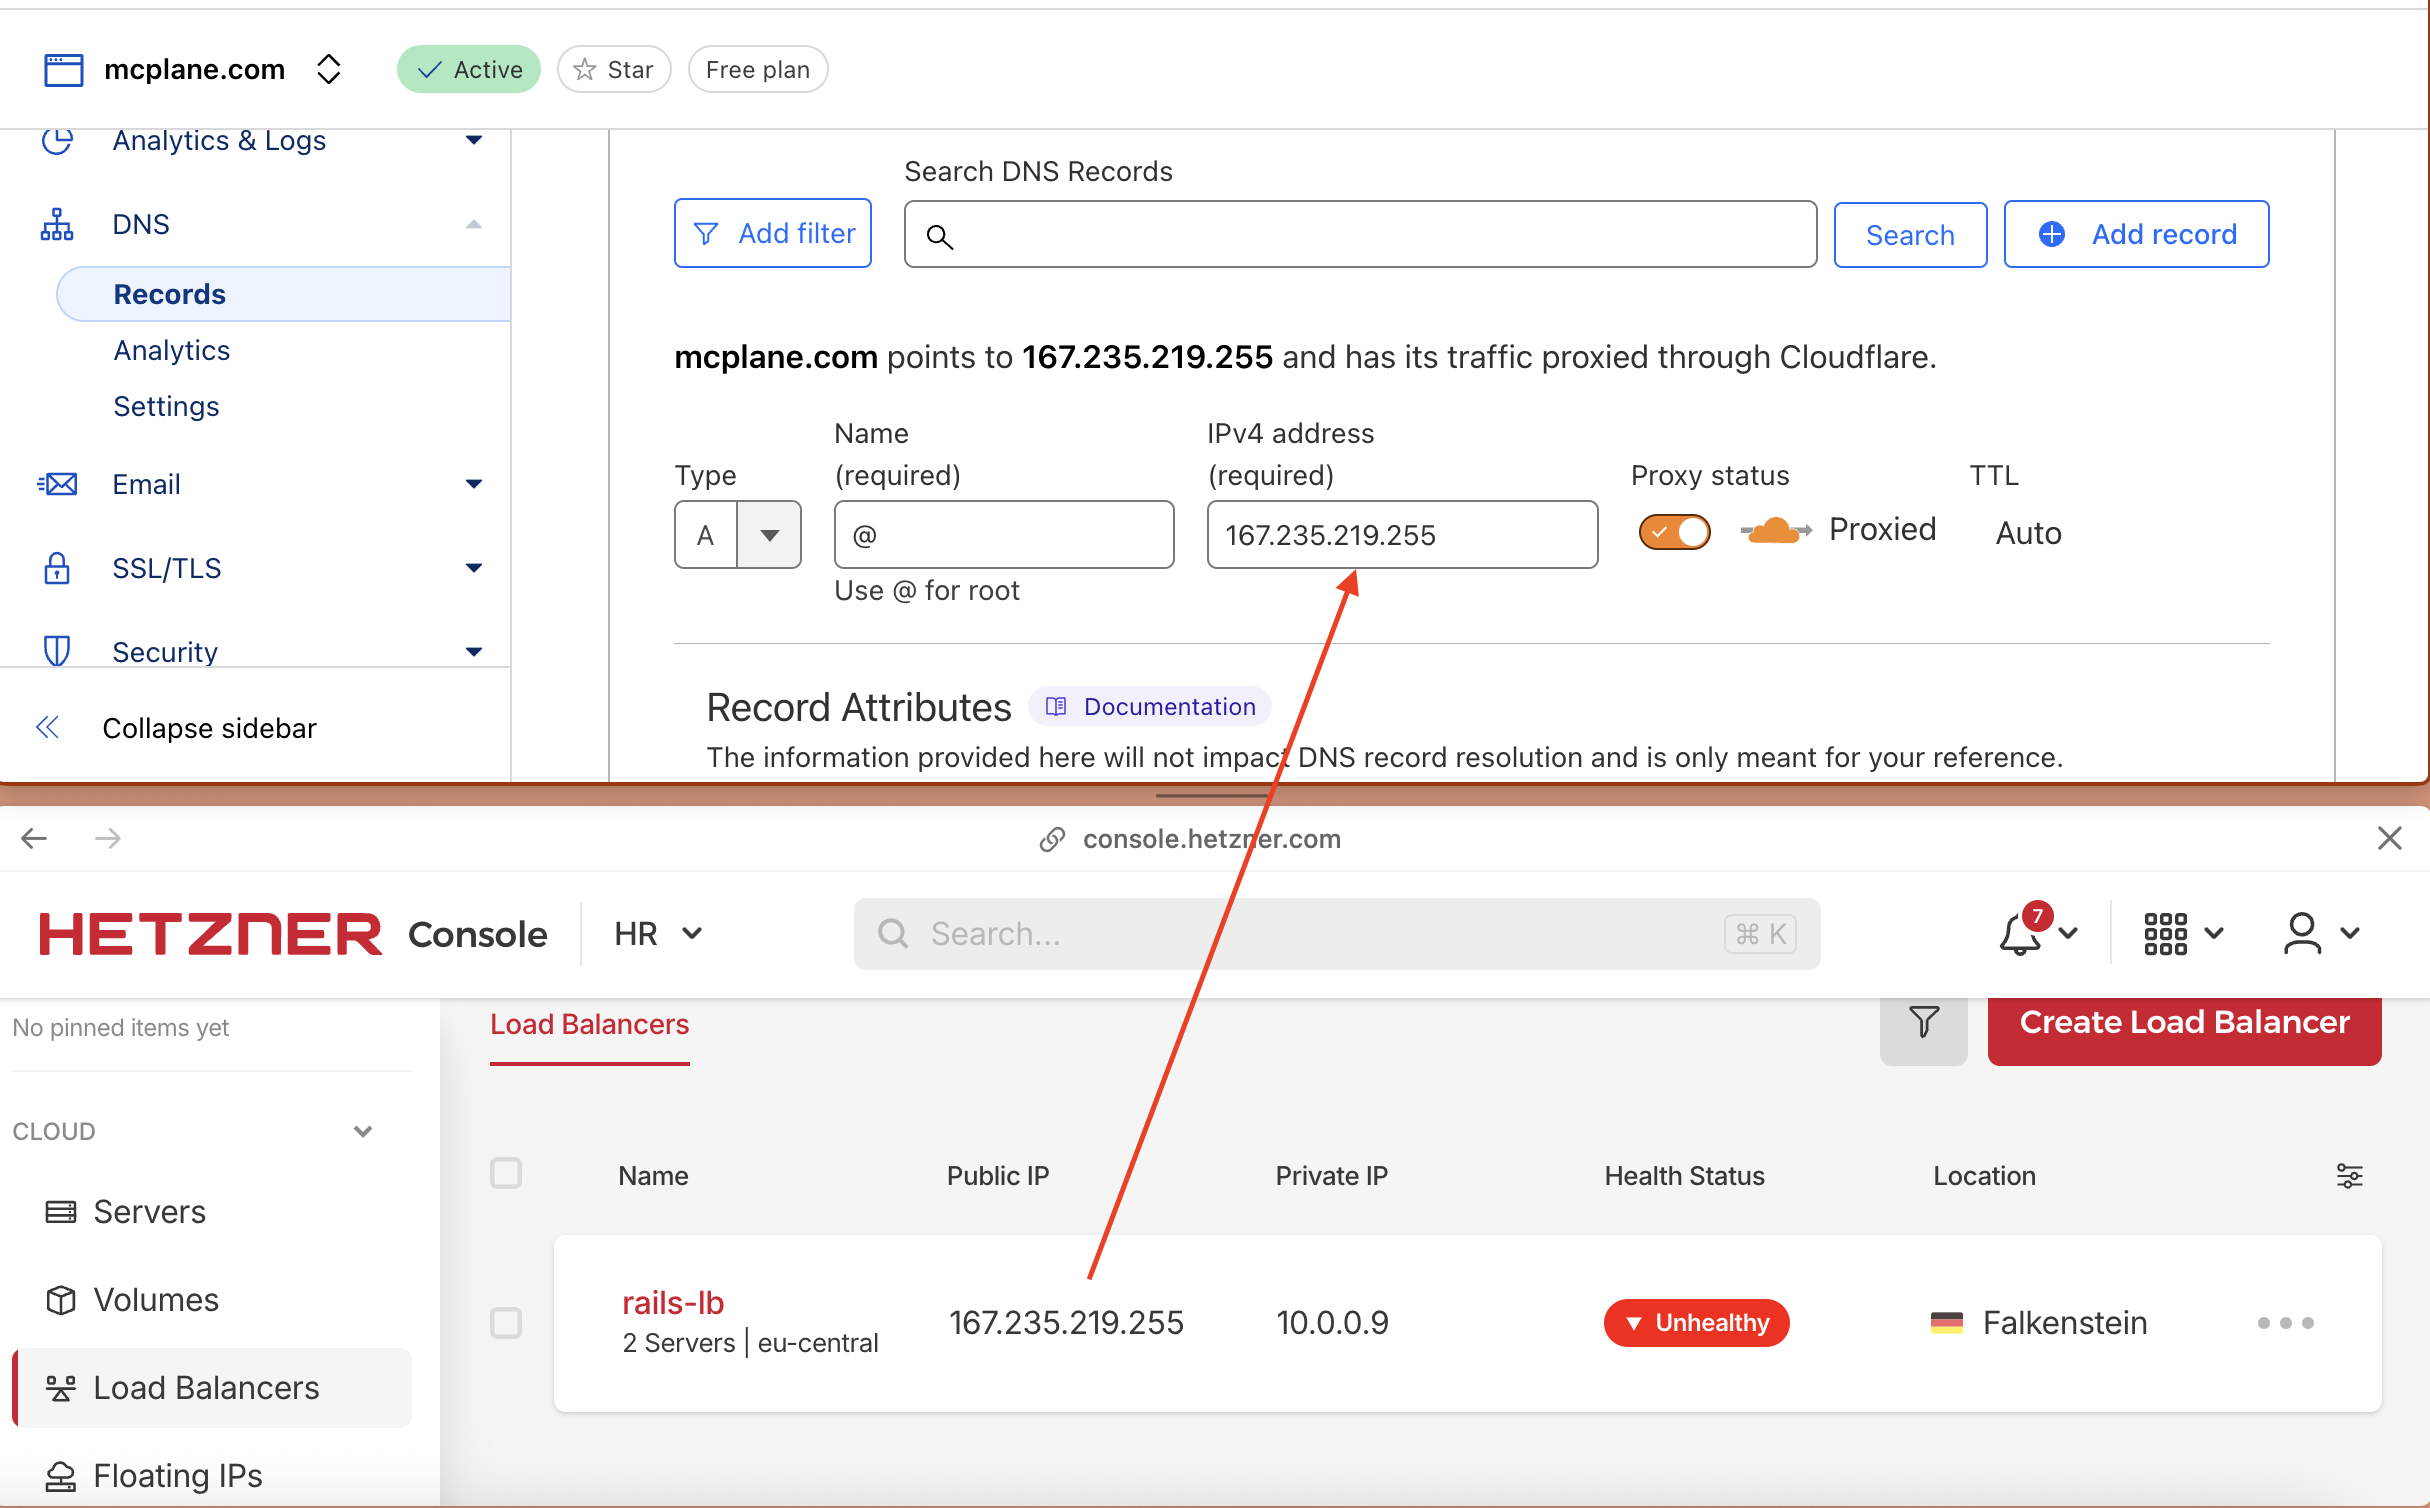 mcplane.com Active Star Free plan
Analytics & Logs
DNS
Records
Analytics
Settings
Email
SSL/TLS
Security
Collapse sidebar
Search DNS Records
Add filter Search Add record
mcplane.com points to 167.235.219.255 and has its traffic proxied through Cloudflare.
Type Name (required) IPv4 address (required) Proxy status TTL
A @ 167.235.219.255 Proxied Auto
Use @ for root
Record Attributes Documentation
The information provided here will not impact DNS record resolution and is only meant for your reference.
console.hetzner.com
HETZNER Console HR Search... ⌘ K 7
No pinned items yet
CLOUD
Servers
Volumes
Load Balancers
Floating IPs
Load Balancers Create Load Balancer
Name Public IP Private IP Health Status Location
rails-lb 167.235.219.255 10.0.0.9 Unhealthy Falkenstein
2 Servers | eu-central